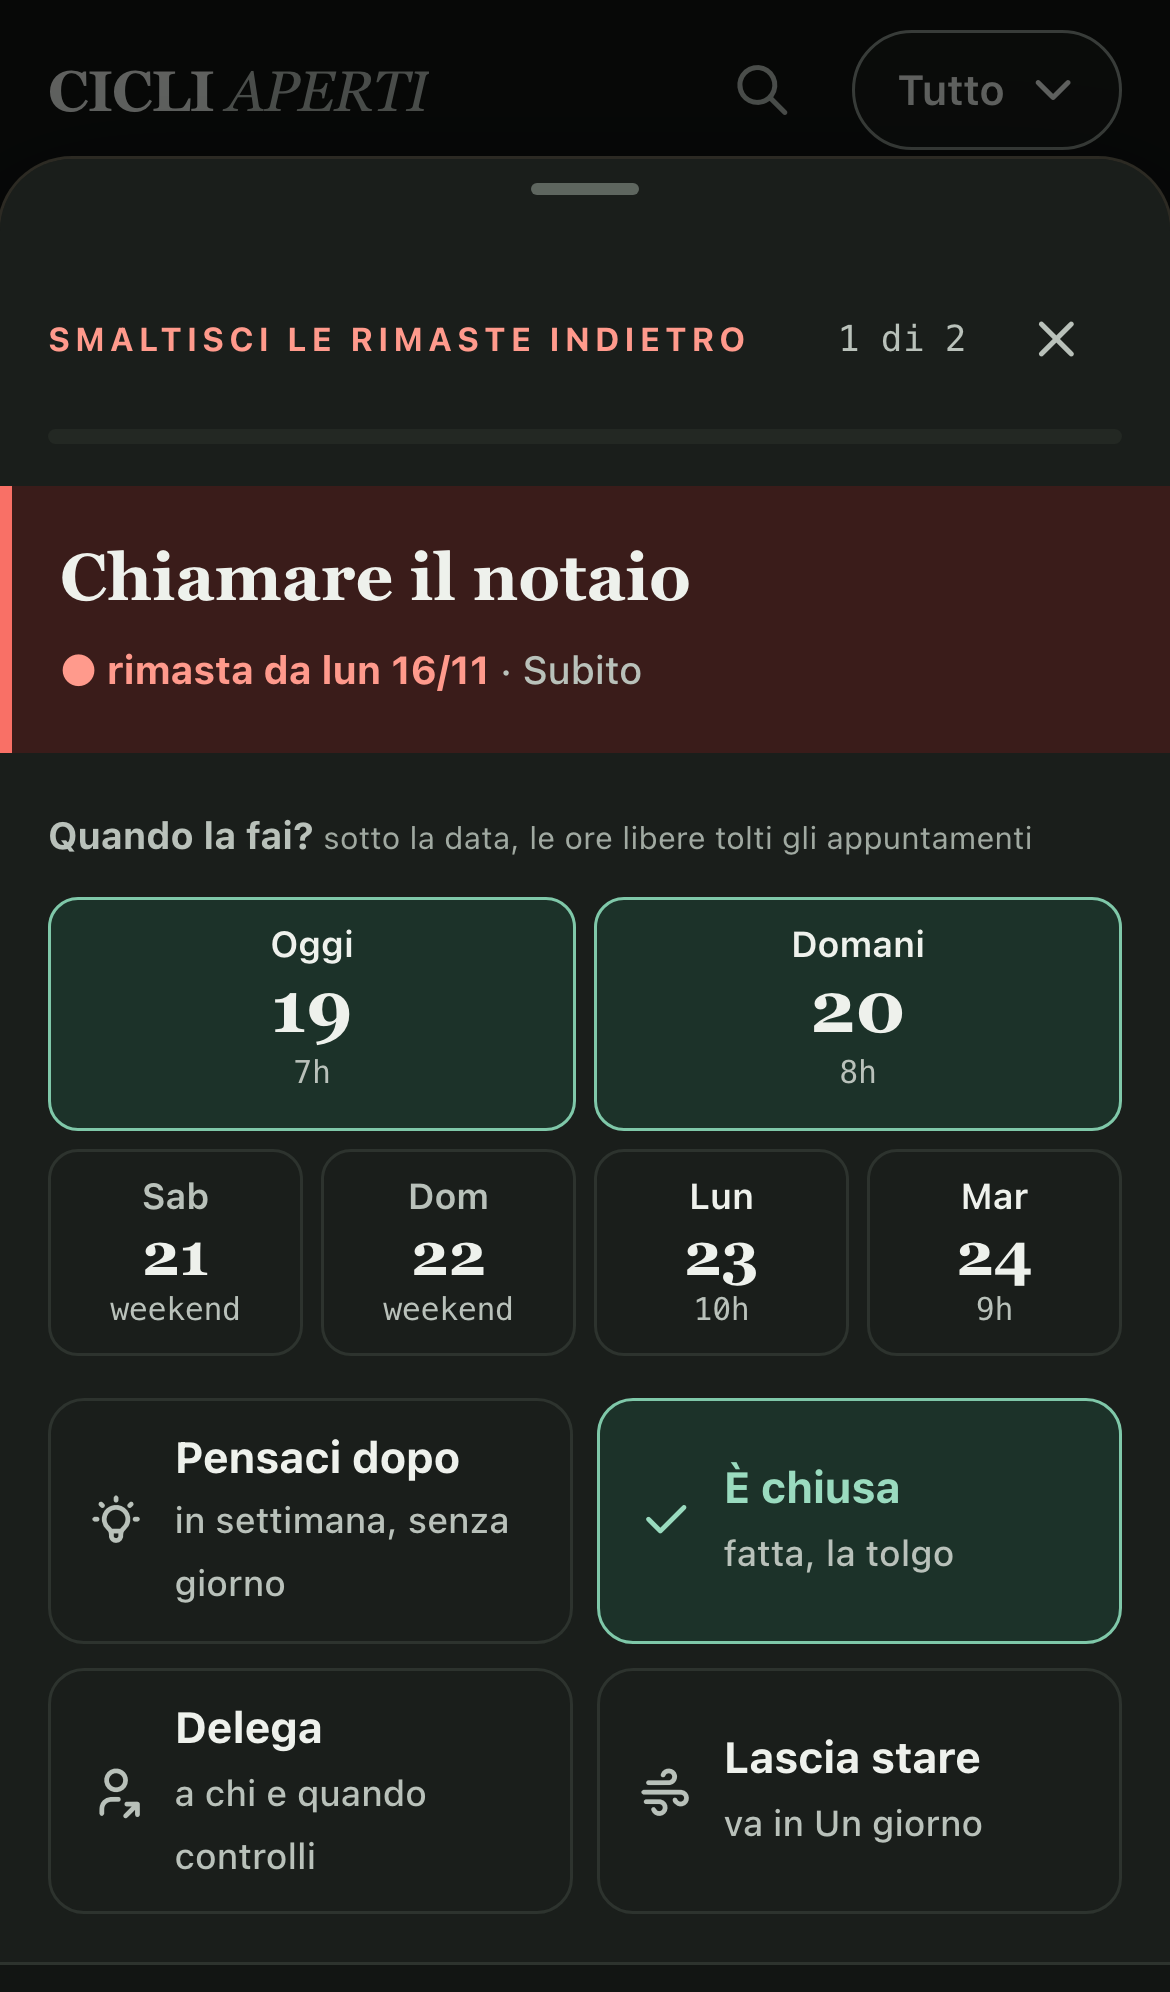 CICLI APERTI
Tutto
SMALTISCI LE RIMASTE INDIETRO
1 di 2
Chiamare il notaio
rimasta da lun 16/11 · Subito
Quando la fai? sotto la data, le ore libere tolti gli appuntamenti
Oggi
19
7h
Domani
20
8h
Sab
21
weekend
Dom
22
weekend
Lun
23
10h
Mar
24
9h
Pensaci dopo
in settimana, senza
giorno
È chiusa
fatta, la tolgo
Delega
a chi e quando
controlli
Lascia stare
va in Un giorno